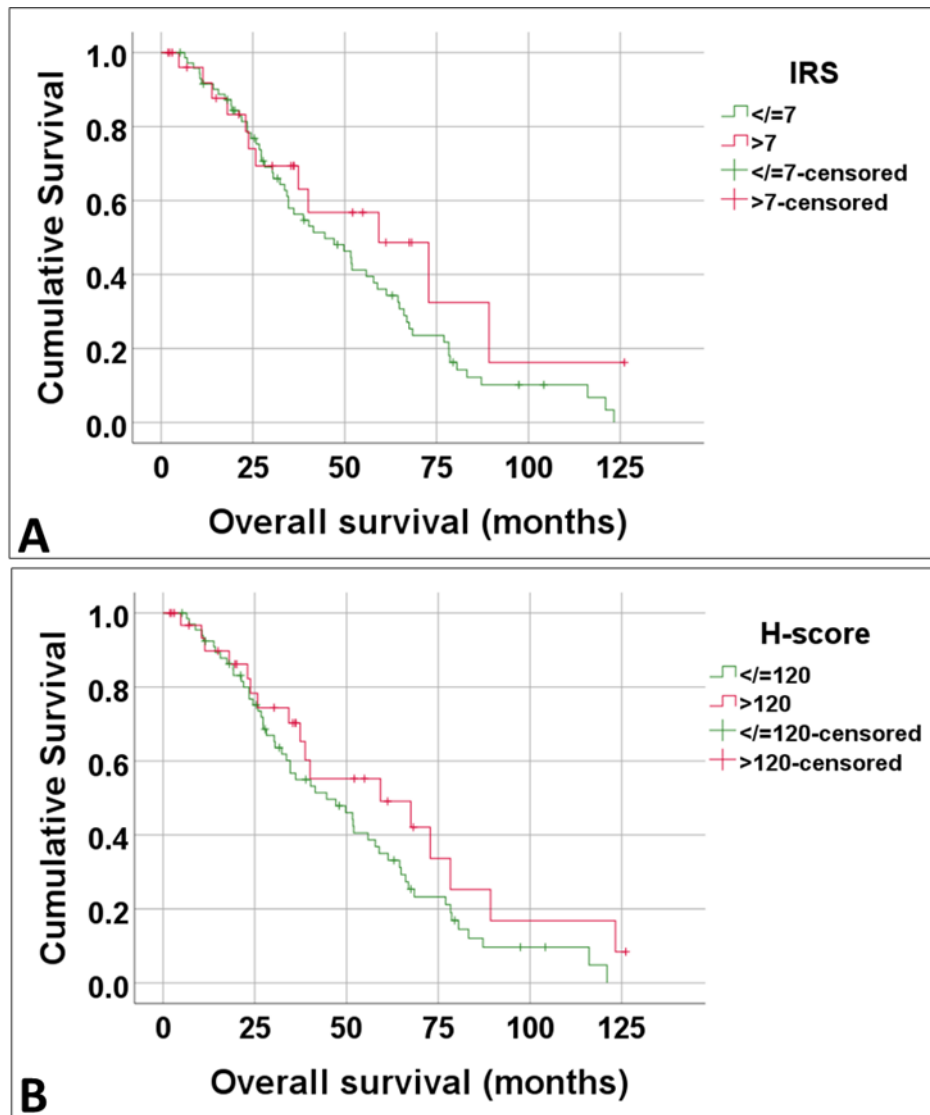 IRS
</=7
>7
</=7-censored
>7-censored
Cumulative Survival
1.0
0.8
0.6
0.4
0.2
0.0
0 25 50 75 100 125
Overall survival (months)
A
H-score
</=120
>120
</=120-censored
>120-censored
Cumulative Survival
1.0
0.8
0.6
0.4
0.2
0.0
0 25 50 75 100 125
Overall survival (months)
B